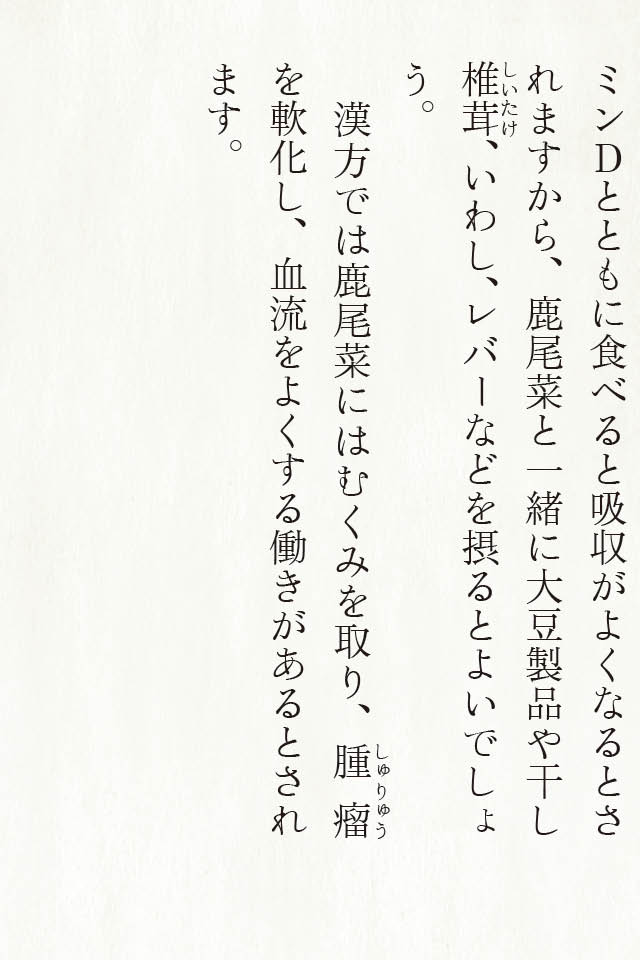 ミンDとともに食べると吸収がよくなるとさ
れますから、鹿尾菜と一緒に大豆製品や干し
椎茸、いわし、レバーなどを摂るとよいでしょ
しいたけ
う。
漢方では鹿尾菜にはむくみを取り、腫瘤
しゅりゅう
を軟化し、血流をよくする働きがあるとされ
ます。